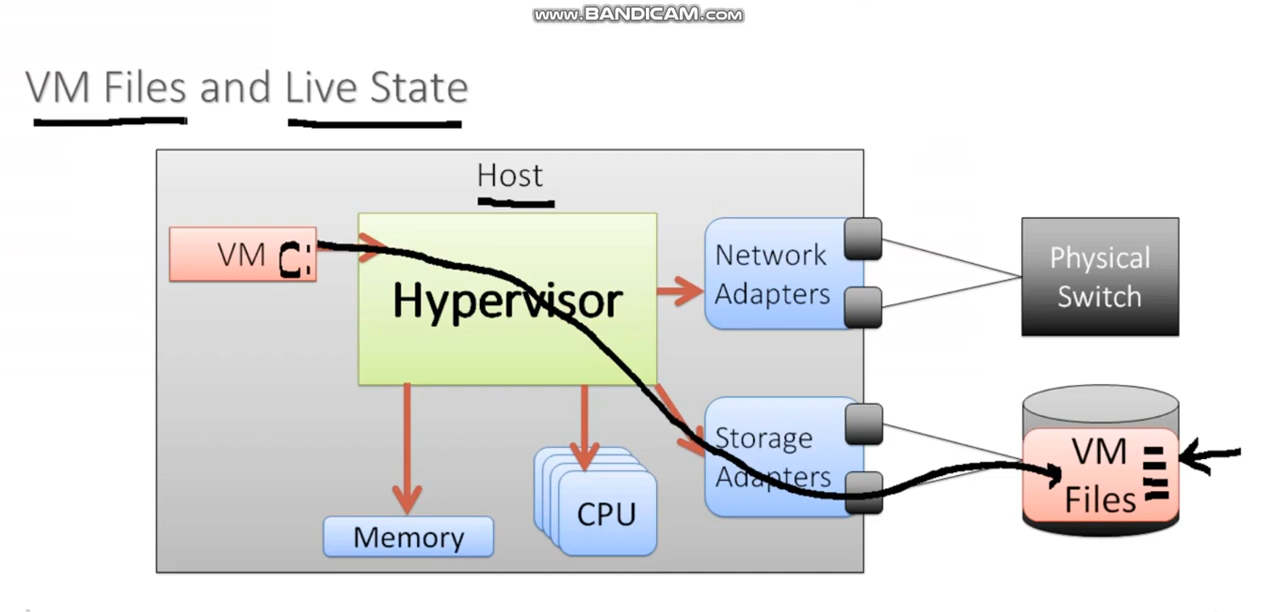 www.BANDICAM.com
VM Files and Live State
Host
VM C:
Hypervisor
Network
Adapters
Physical
Switch
Storage
Adapters
VM
Files
CPU
Memory